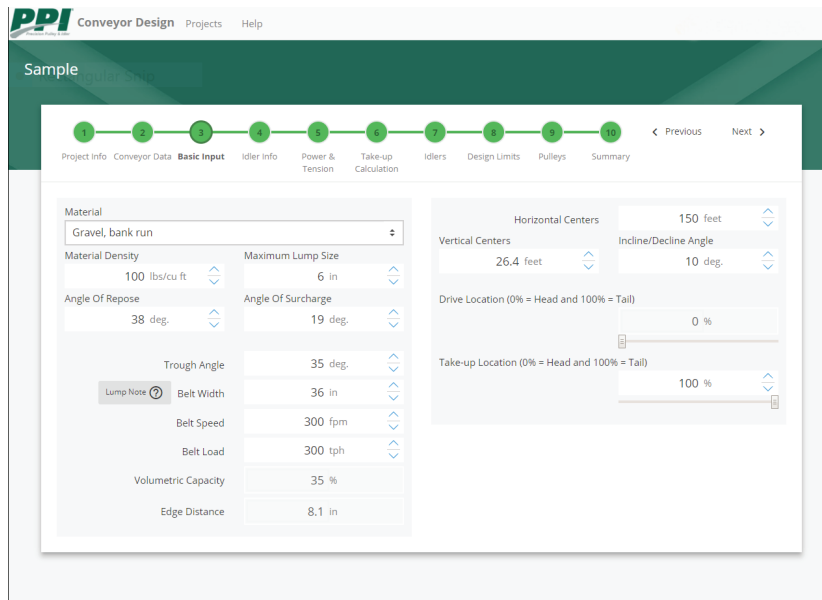 PPI Conveyor Design Projects Help
Sample
1 2 3 4 5 6 7 8 9 10 Previous Next
Project Info Conveyor Data Basic Input Idler Info Power & Tension Take-up Calculation Idlers Design Limits Pulleys Summary
Material
Gravel, bank run
Material Density Maximum Lump Size
100 lbs/cu ft 6 in
Angle Of Repose Angle Of Surcharge
38 deg. 19 deg.
Trough Angle 35 deg.
Lump Note ? Belt Width 36 in
Belt Speed 300 fpm
Belt Load 300 tph
Volumetric Capacity 35 %
Edge Distance 8.1 in
Horizontal Centers 150 feet
Vertical Centers Incline/Decline Angle
26.4 feet 10 deg.
Drive Location (0% = Head and 100% = Tail)
0 %
Take-up Location (0% = Head and 100% = Tail)
100 %